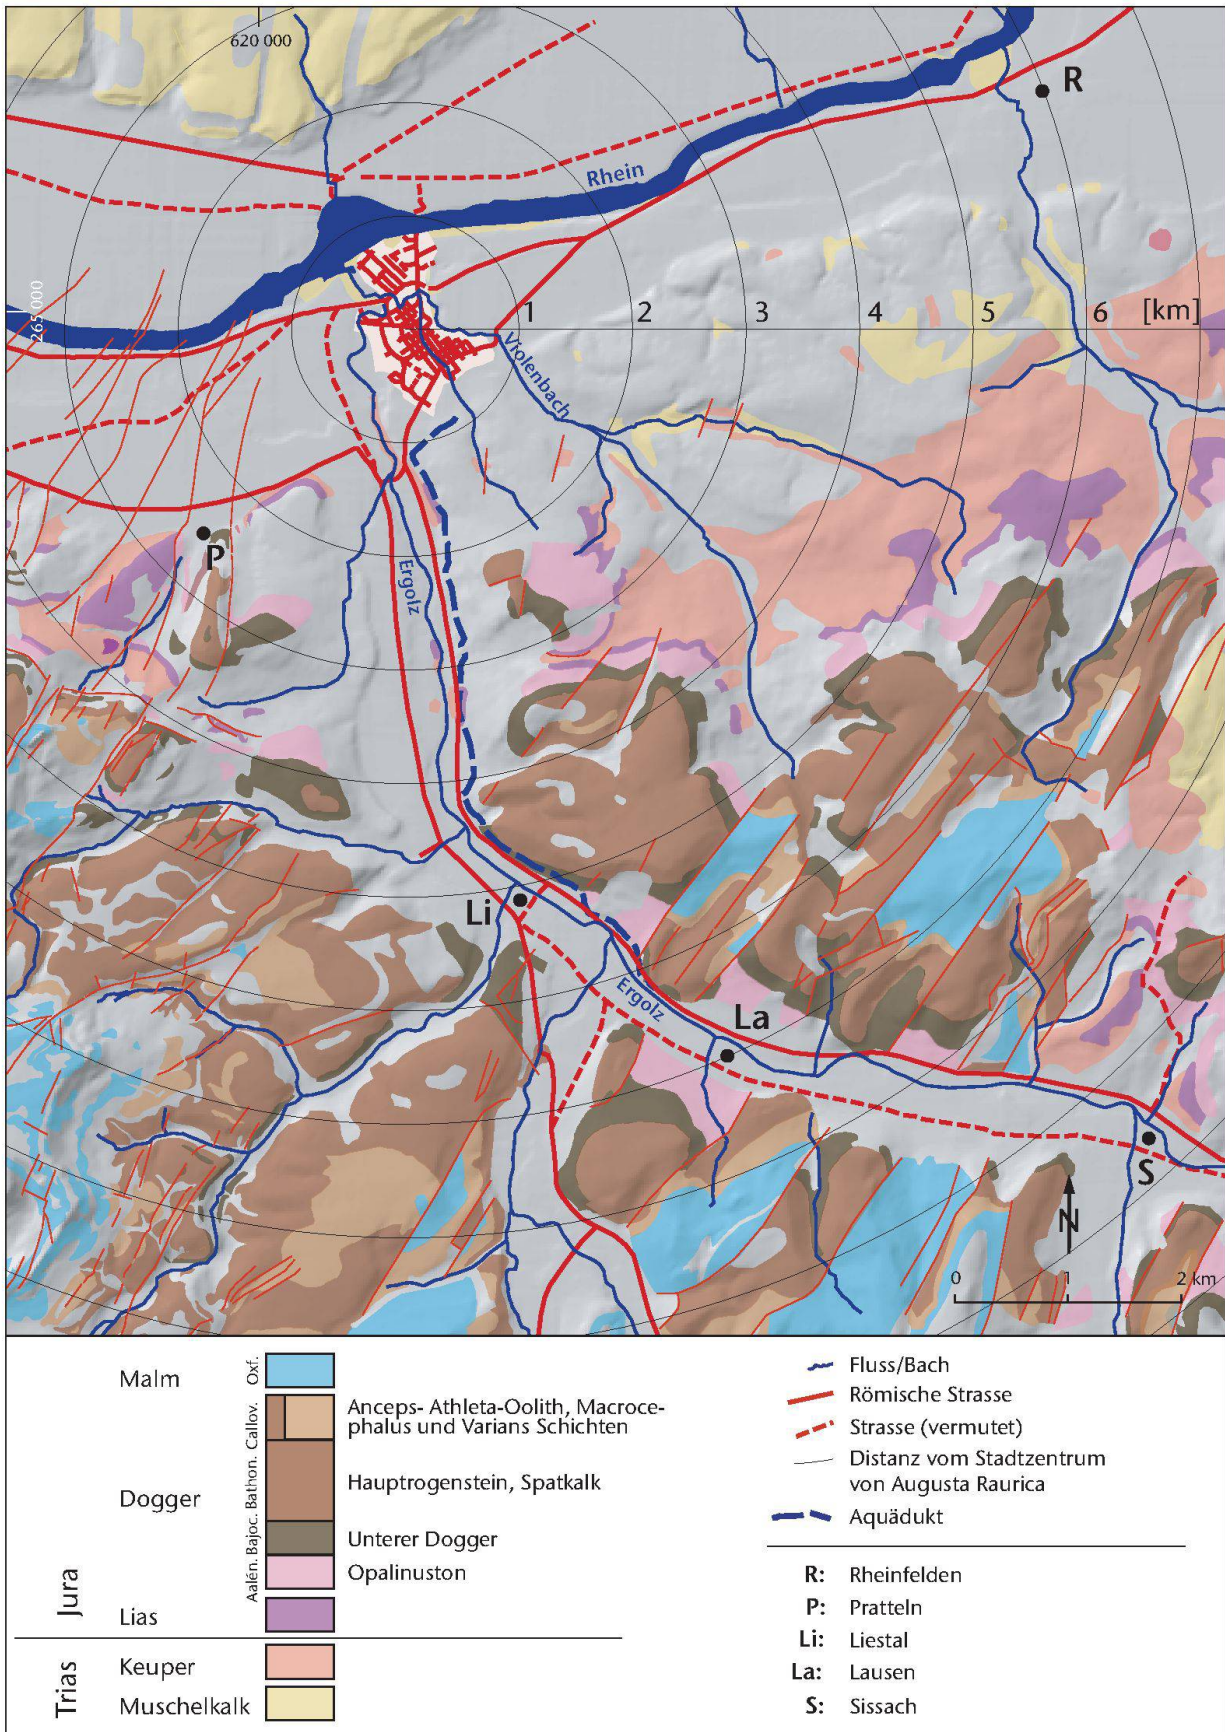 620 000
R
Rhein
265 000
1
2
3
4
5
6
[km]
Violenbach
P
Ergolz
Li
Ergolz
La
S
N
0
1
2 km
Malm
Oxf.
Fluss/Bach
Callov.
Anceps- Athleta-Oolith, Macroce-
phalus und Varians Schichten
Römische Strasse
Strasse (vermutet)
Distanz vom Stadtzentrum
von Augusta Raurica
Dogger
Bathon.
Hauptrogenstein, Spatkalk
Aquädukt
Bajoc.
Unterer Dogger
Aalén.
Opalinuston
Jura
Lias
Trias
Keuper
Muschelkalk
R: Rheinfelden
P: Pratteln
Li: Liestal
La: Lausen
S: Sissach